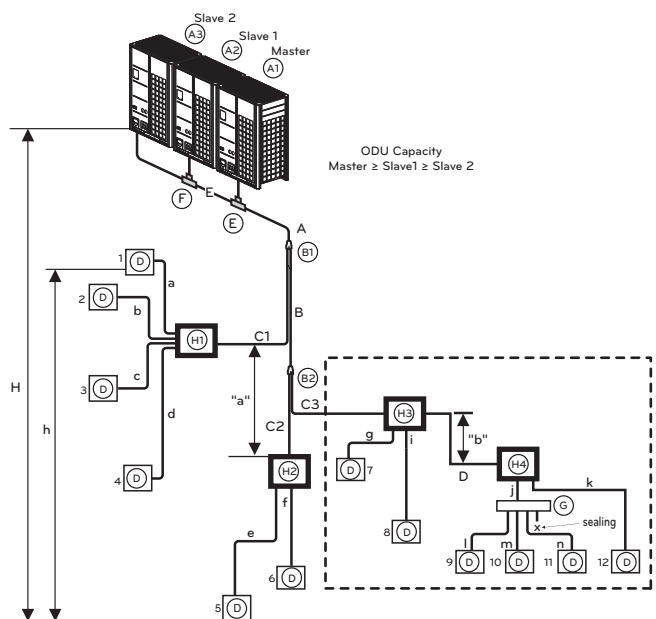 Slave 2
A3
Slave 1
A2
Master
A1
ODU Capacity
Master ≥ Slave1 ≥ Slave 2
F
E
E
A
B1
1
D
a
2
D
b
H1
C1
B
3
D
c
d
4
D
H
h
"a"
B2
C3
C2
H2
e
f
5
D
6
D
H3
g
i
D
7
8
D
"b"
D
H4
j
k
G
x
sealing
l
m
n
9
D
10
D
11
D
12
D